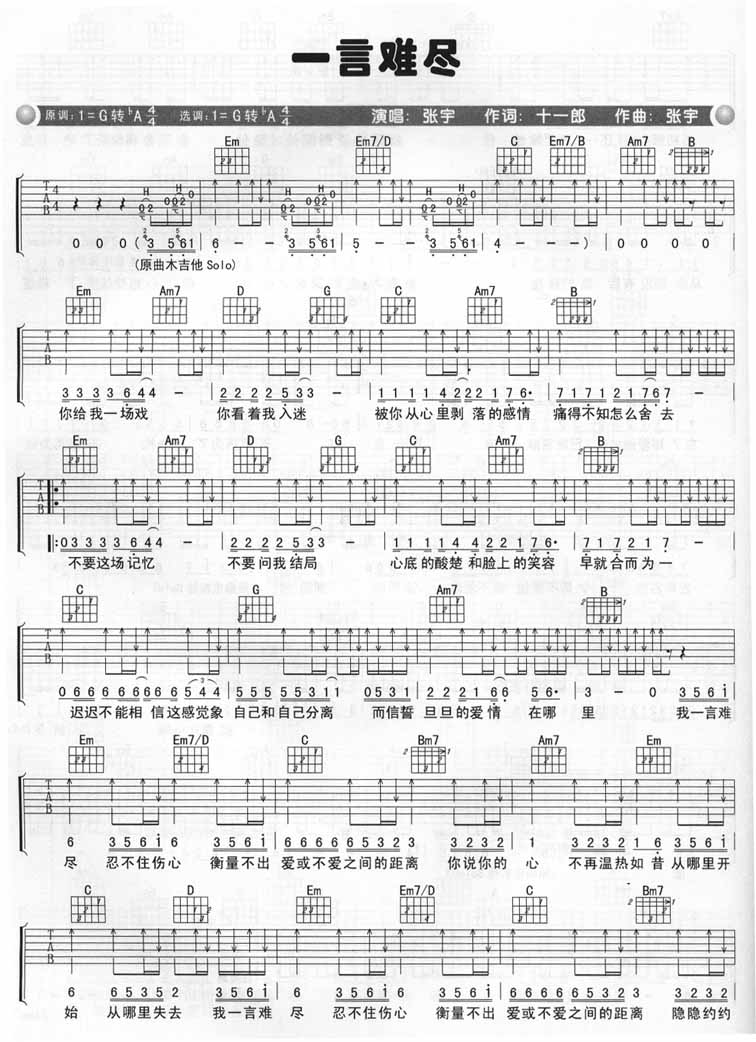 一言难尽
原调：1=G转♭A 4/4 选调：1=G转♭A 4/4 演唱：张宇 作词：十一郎 作曲：张宇
Em Em7/D C Em7/B Am7 B
0 0 0 (3 561 6 - - 3 561 5 - - 3 561 4 - - -) 0 0 0 0
(原曲木吉他 Solo)
Em Am7 D G C Am7 B
3 3 3 3 6 4 4 - 2 2 2 2 5 3 3 - 1 1 1 1 4 2 2 2 1 7 6· 7 1 7 1 2 1 7 6 7 -
你给我一场戏 你看着我入迷 被你从心里剥 落的感情 痛得不知怎么舍 去
Em Am7 D G C Am7 B
0 3 3 3 3 6 4 4 - 2 2 2 2 5 3 3 - 1 1 1 1 4 4 2 2 2 1 2 6· 7 1 7 2 1 7 -
不要这场记忆 不要问我结局 心底的酸楚 和脸上的笑容 早就合而为一
C G Am7 B
0 6 6 6 6 6 6 6 6 6 5 4 4 5 5 5 5 5 3 1 1 0 5 3 1 2 2 2 1 6 6 5 6· 0 3 5 6 i
迟迟不能相 信这感觉象 自己和自己分离 而信誓 旦旦的爱情 在哪里 我一言难
Em Em7/D C Bm7 Am7 Em
6 3 5 6 i 6 6 6 6 6 5 3 2 3 2 3 2 1 3 2 3 2 2 3 2 3 2 2 1 3 5 6 i
尽 忍不住伤心 衡量不出 爱或不爱之间的距离 你说你的 心 不再温热如昔 从哪里开
C D Em Em7/D C Bm7
6 6 5 3 5 2 3 5 6 i 6 3 5 6 i 6 6 6 6 6 5 3 2 3 2 3 2 1 3 2 3 2
始 从哪里失去 我一言难 尽 忍不住伤心 衡量不出 爱或不爱之间的距离 隐隐约约